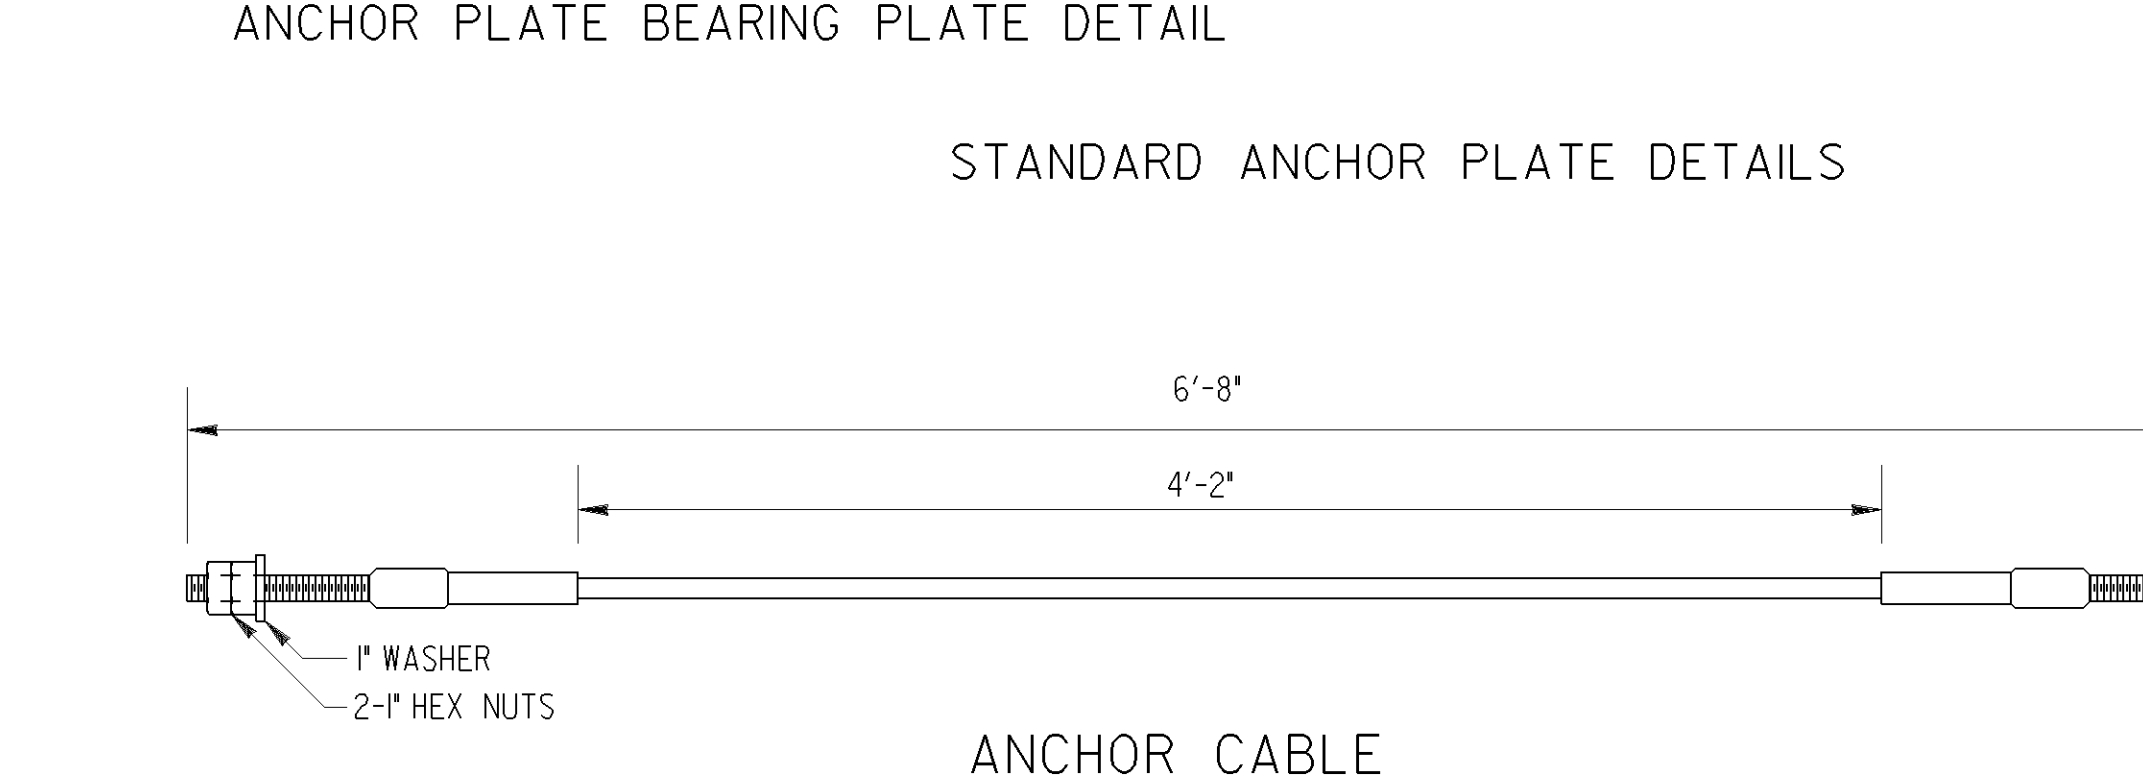 ANCHOR PLATE BEARING PLATE DETAIL
STANDARD ANCHOR PLATE DETAILS
6'-8"
4'-2"
1" WASHER
2-1" HEX NUTS
ANCHOR CABLE